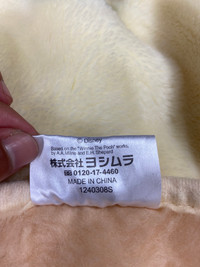 © Disney
Based on the "Winnie The Pooh" works,
by A.A. Milne and E.H. Shepard
株式会社ヨシムラ
☎ 0120-17-4460
MADE IN CHINA
1240308S